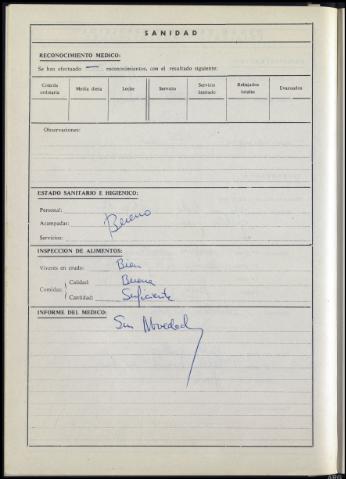 SANIDAD
RECONOCIMIENTO MEDICO:
Se han efectuado — reconocimientos, con el resultado siguiente:
Comida ordinaria Media dieta Leche Servicio Servicio limitado Rebajados totales Evacuados
Observaciones:
ESTADO SANITARIO E HIGIENICO:
Personal:
Acampadas: Bueno
Servicios:
INSPECCION DE ALIMENTOS:
Víveres en crudo: Bien
Comidas: Calidad: Buena
Cantidad: Suficiente
INFORME DEL MEDICO: Sin Novedad